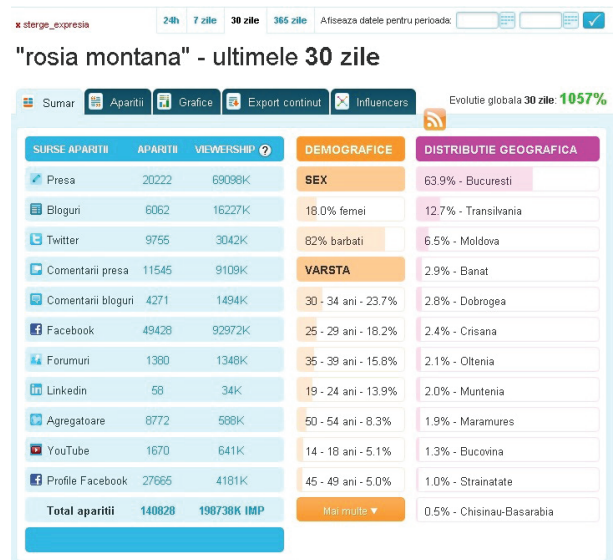 x sterge_expresia
24h 7 zile 30 zile 365 zile Afiseaza datele pentru perioada:
"rosia montana" - ultimele 30 zile
Sumar Aparitii Grafice Export continut Influencers
Evolutie globala 30 zile: 1057%
SURSE APARITII APARITII VIEWERSHIP ?
Presa 20222 69098K
Bloguri 6062 16227K
Twitter 9755 3042K
Comentarii presa 11545 9109K
Comentarii bloguri 4271 1494K
Facebook 49428 92972K
Forumuri 1380 1348K
Linkedin 58 34K
Agregatoare 8772 588K
YouTube 1670 641K
Profile Facebook 27665 4181K
Total aparitii 140828 198738K IMP
DEMOGRAFICE
SEX
18.0% femei
82% barbati
VARSTA
30 - 34 ani - 23.7%
25 - 29 ani - 18.2%
35 - 39 ani - 15.8%
19 - 24 ani - 13.9%
50 - 54 ani - 8.3%
14 - 18 ani - 5.1%
45 - 49 ani - 5.0%
Mai multe ▼
DISTRIBUTIE GEOGRAFICA
63.9% - Bucuresti
12.7% - Transilvania
6.5% - Moldova
2.9% - Banat
2.8% - Dobrogea
2.4% - Crisana
2.1% - Oltenia
2.0% - Muntenia
1.9% - Maramures
1.3% - Bucovina
1.0% - Strainatate
0.5% - Chisinau-Basarabia